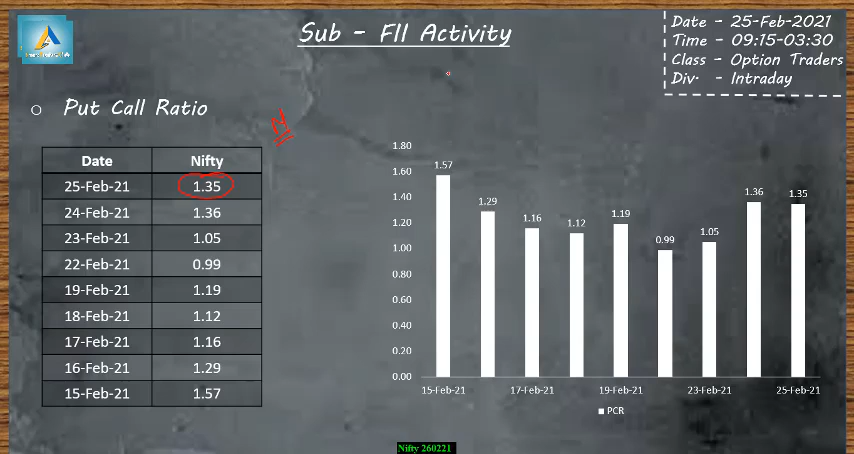 Sub - FII Activity
Date - 25-Feb-2021
Time - 09:15-03:30
Class - Option Traders
Div. - Intraday
Put Call Ratio
Date Nifty
25-Feb-21 1.35
24-Feb-21 1.36
23-Feb-21 1.05
22-Feb-21 0.99
19-Feb-21 1.19
18-Feb-21 1.12
17-Feb-21 1.16
16-Feb-21 1.29
15-Feb-21 1.57
1.80
1.60
1.40
1.20
1.00
0.80
0.60
0.40
0.20
0.00
1.57
1.29
1.16
1.12
1.19
0.99
1.05
1.36
1.35
15-Feb-21 17-Feb-21 19-Feb-21 23-Feb-21 25-Feb-21
PCR
Nifty 260221